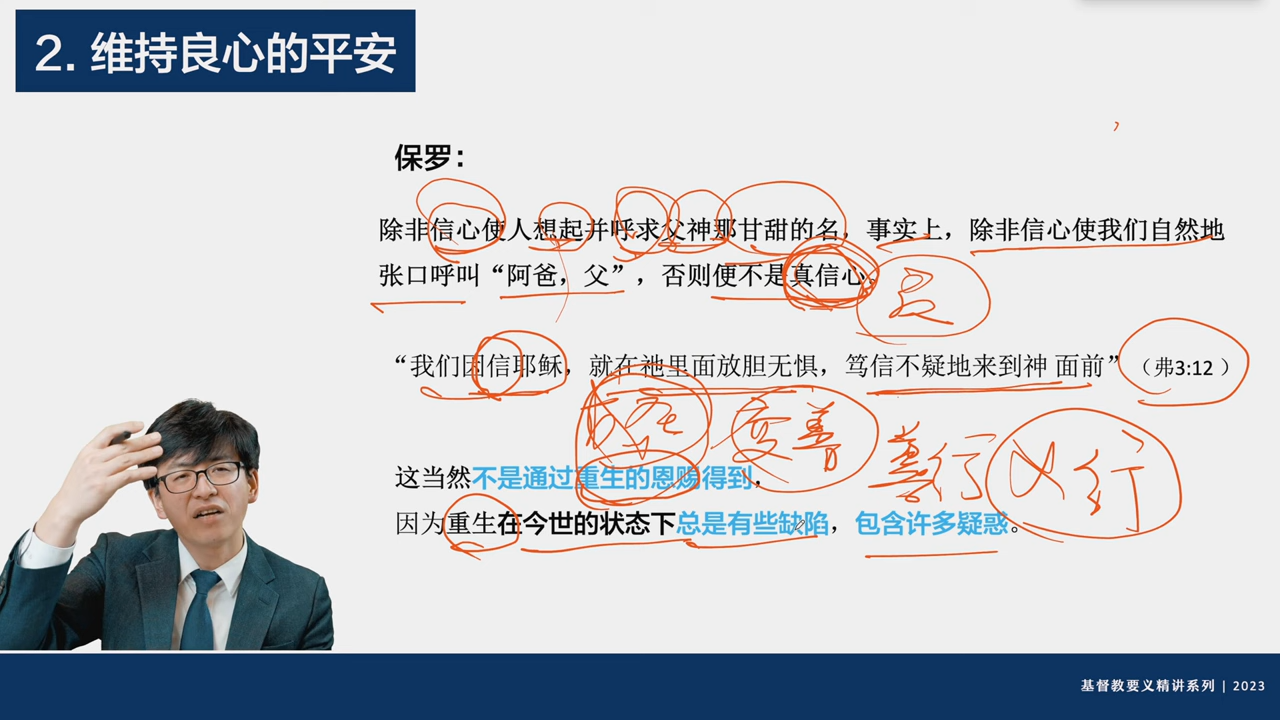 2. 维持良心的平安
保罗：
除非信心使人想起并呼求父神那甘甜的名，事实上，除非信心使我们自然地
张口呼叫“阿爸，父”，否则便不是真信心。
“我们因信耶稣，就在祂里面放胆无惧，笃信不疑地来到神 面前”（弗3:12 ）
成圣 变善 善行 义行
这当然不是通过重生的恩赐得到，
因为重生在今世的状态下总是有些缺陷，包含许多疑惑。
基督教要义精讲系列 | 2023